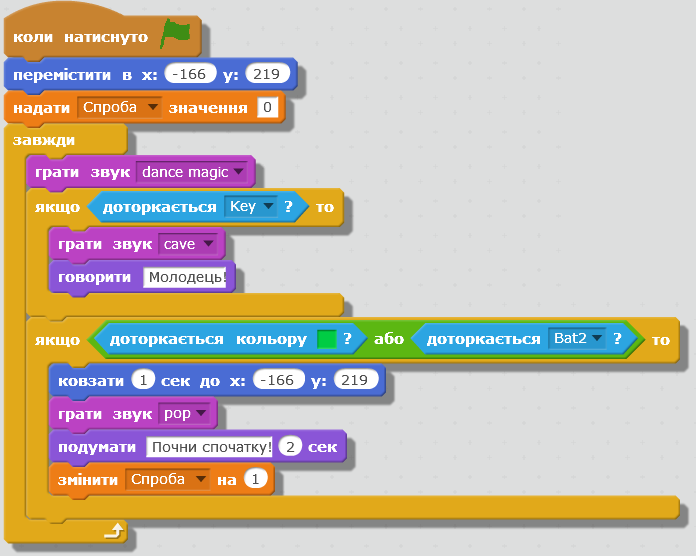 коли натиснуто
перемістити в x: -166 y: 219
надати Спроба значення 0
завжди
грати звук dance magic
якщо доторкається Key ? то
грати звук cave
говорити Молодець!
якщо доторкається кольору ? або доторкається Bat2 ? то
ковзати 1 сек до x: -166 y: 219
грати звук pop
подумати Почни спочатку! 2 сек
змінити Спроба на 1